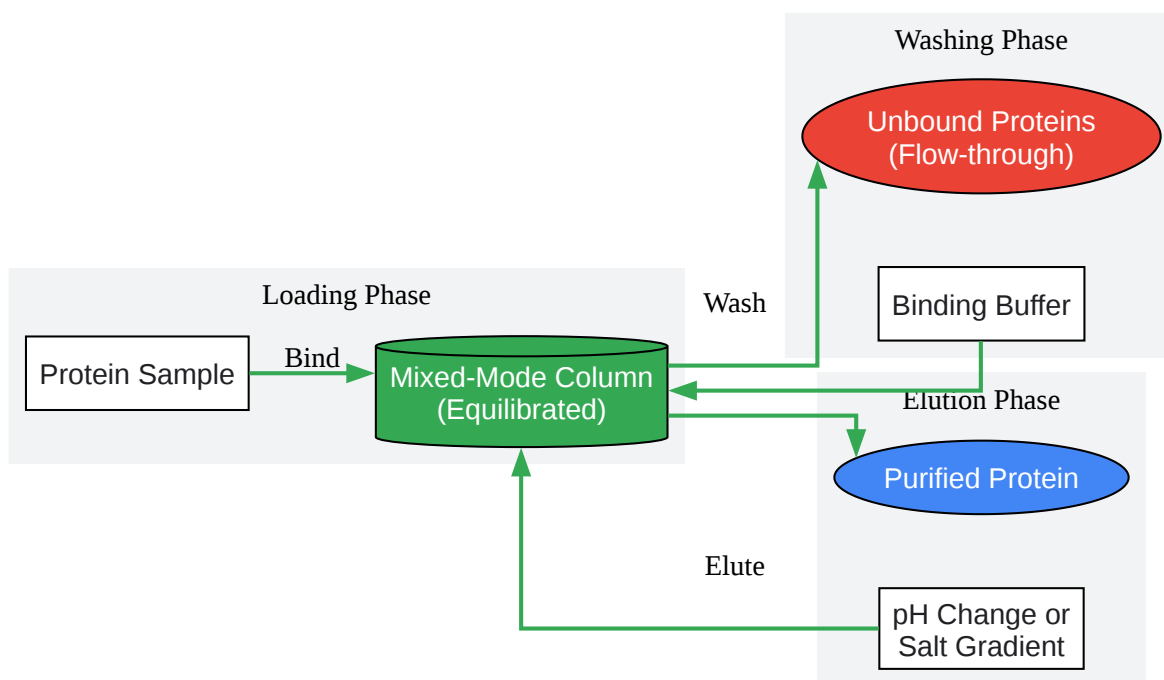 Washing Phase
Unbound Proteins
(Flow-through)
Binding Buffer
Loading Phase
Wash
Protein Sample
Bind
Mixed-Mode Column
(Equilibrated)
Elution Phase
Purified Protein
Elute
pH Change or
Salt Gradient